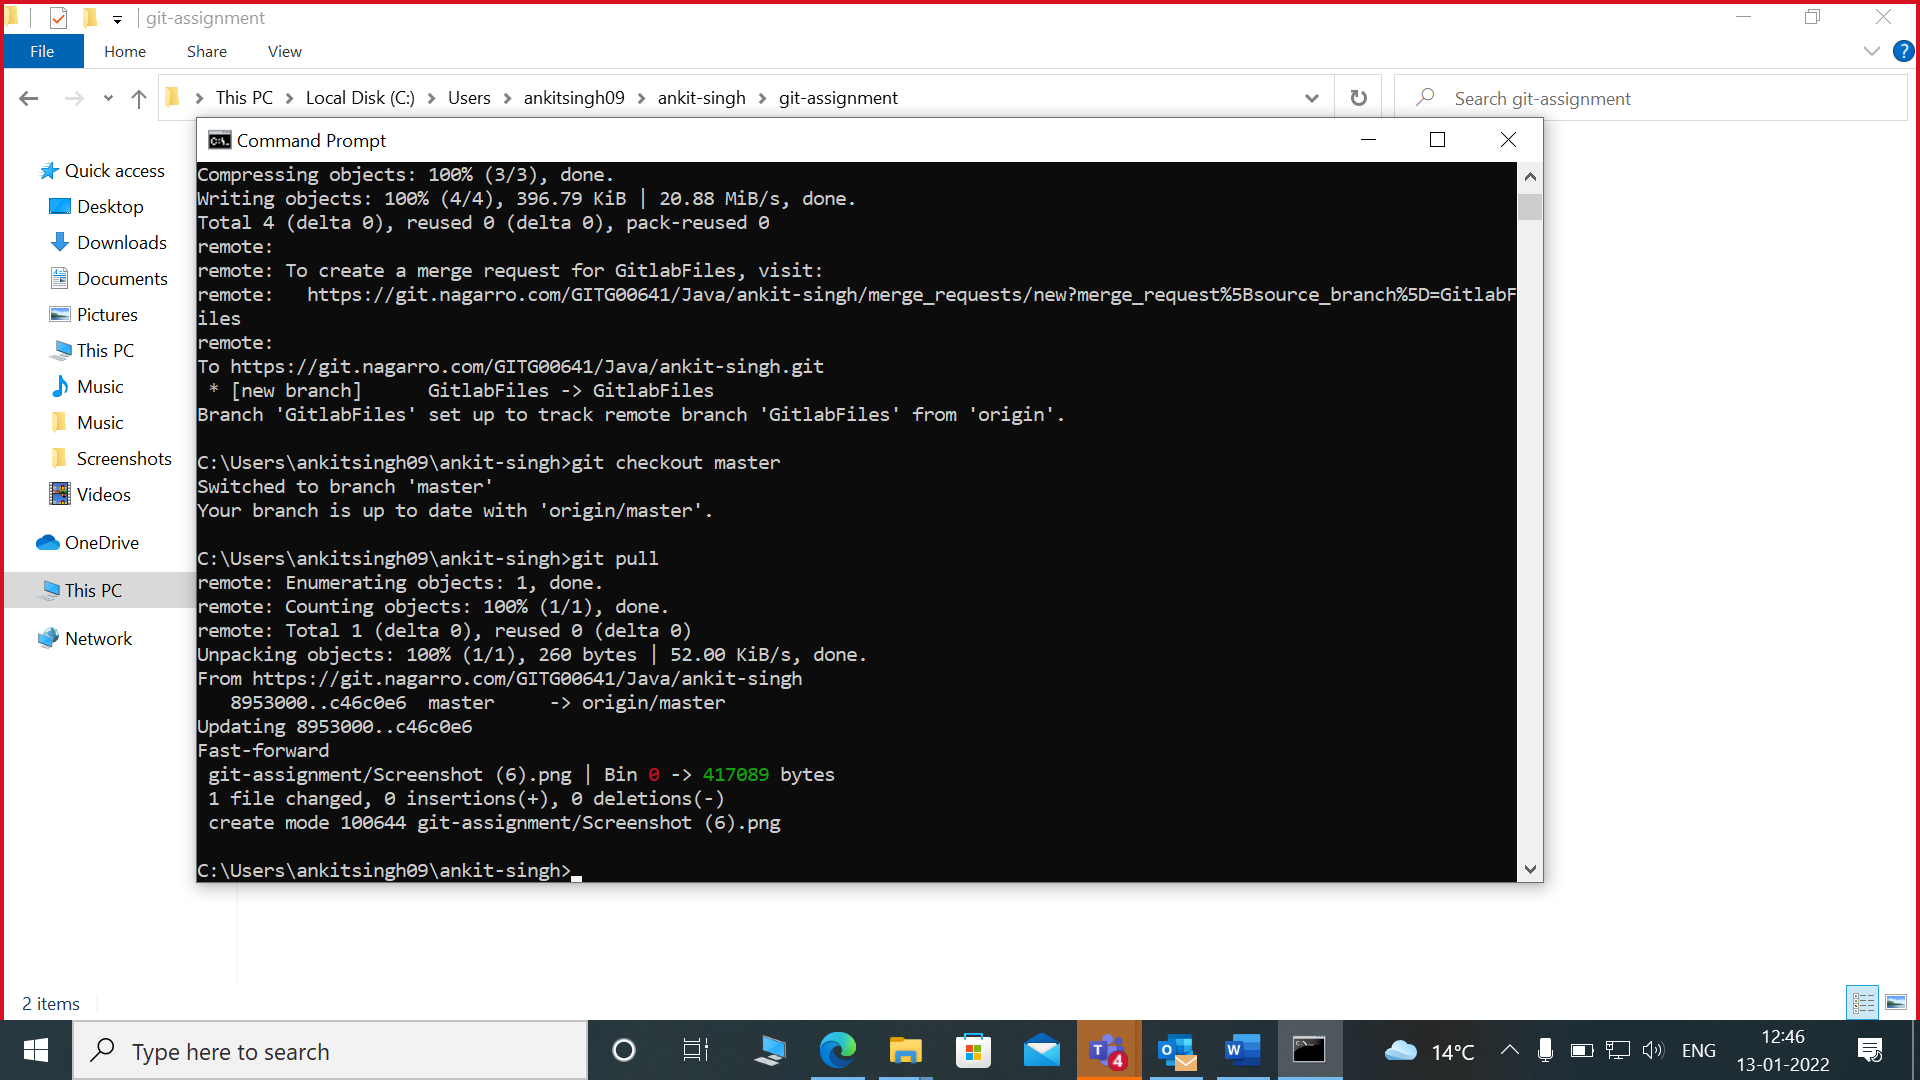 git-assignment
File Home Share View
This PC Local Disk (C:) Users ankitsingh09 ankit-singh git-assignment
Search git-assignment
Quick access
Desktop
Downloads
Documents
Pictures
This PC
Music
Music
Screenshots
Videos
OneDrive
This PC
Network
Command Prompt
Compressing objects: 100% (3/3), done.
Writing objects: 100% (4/4), 396.79 KiB | 20.88 MiB/s, done.
Total 4 (delta 0), reused 0 (delta 0), pack-reused 0
remote:
remote: To create a merge request for GitlabFiles, visit:
remote:   https://git.nagarro.com/GITG00641/Java/ankit-singh/merge_requests/new?merge_request%5Bsource_branch%5D=GitlabF
iles
remote:
To https://git.nagarro.com/GITG00641/Java/ankit-singh.git
 * [new branch]      GitlabFiles -> GitlabFiles
Branch 'GitlabFiles' set up to track remote branch 'GitlabFiles' from 'origin'.
C:\Users\ankitsingh09\ankit-singh>git checkout master
Switched to branch 'master'
Your branch is up to date with 'origin/master'.
C:\Users\ankitsingh09\ankit-singh>git pull
remote: Enumerating objects: 1, done.
remote: Counting objects: 100% (1/1), done.
remote: Total 1 (delta 0), reused 0 (delta 0)
Unpacking objects: 100% (1/1), 260 bytes | 52.00 KiB/s, done.
From https://git.nagarro.com/GITG00641/Java/ankit-singh
   8953000..c46c0e6  master     -> origin/master
Updating 8953000..c46c0e6
Fast-forward
 git-assignment/Screenshot (6).png | Bin 0 -> 417089 bytes
 1 file changed, 0 insertions(+), 0 deletions(-)
 create mode 100644 git-assignment/Screenshot (6).png
C:\Users\ankitsingh09\ankit-singh>
2 items
Type here to search
4
14°C
ENG
12:46
13-01-2022